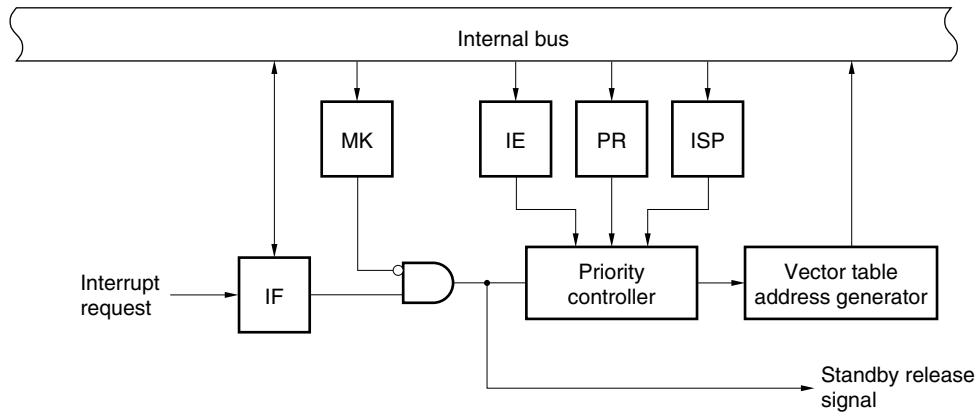 Internal bus
MK
IE
PR
ISP
Interrupt
request
IF
Priority
controller
Vector table
address generator
Standby release
signal